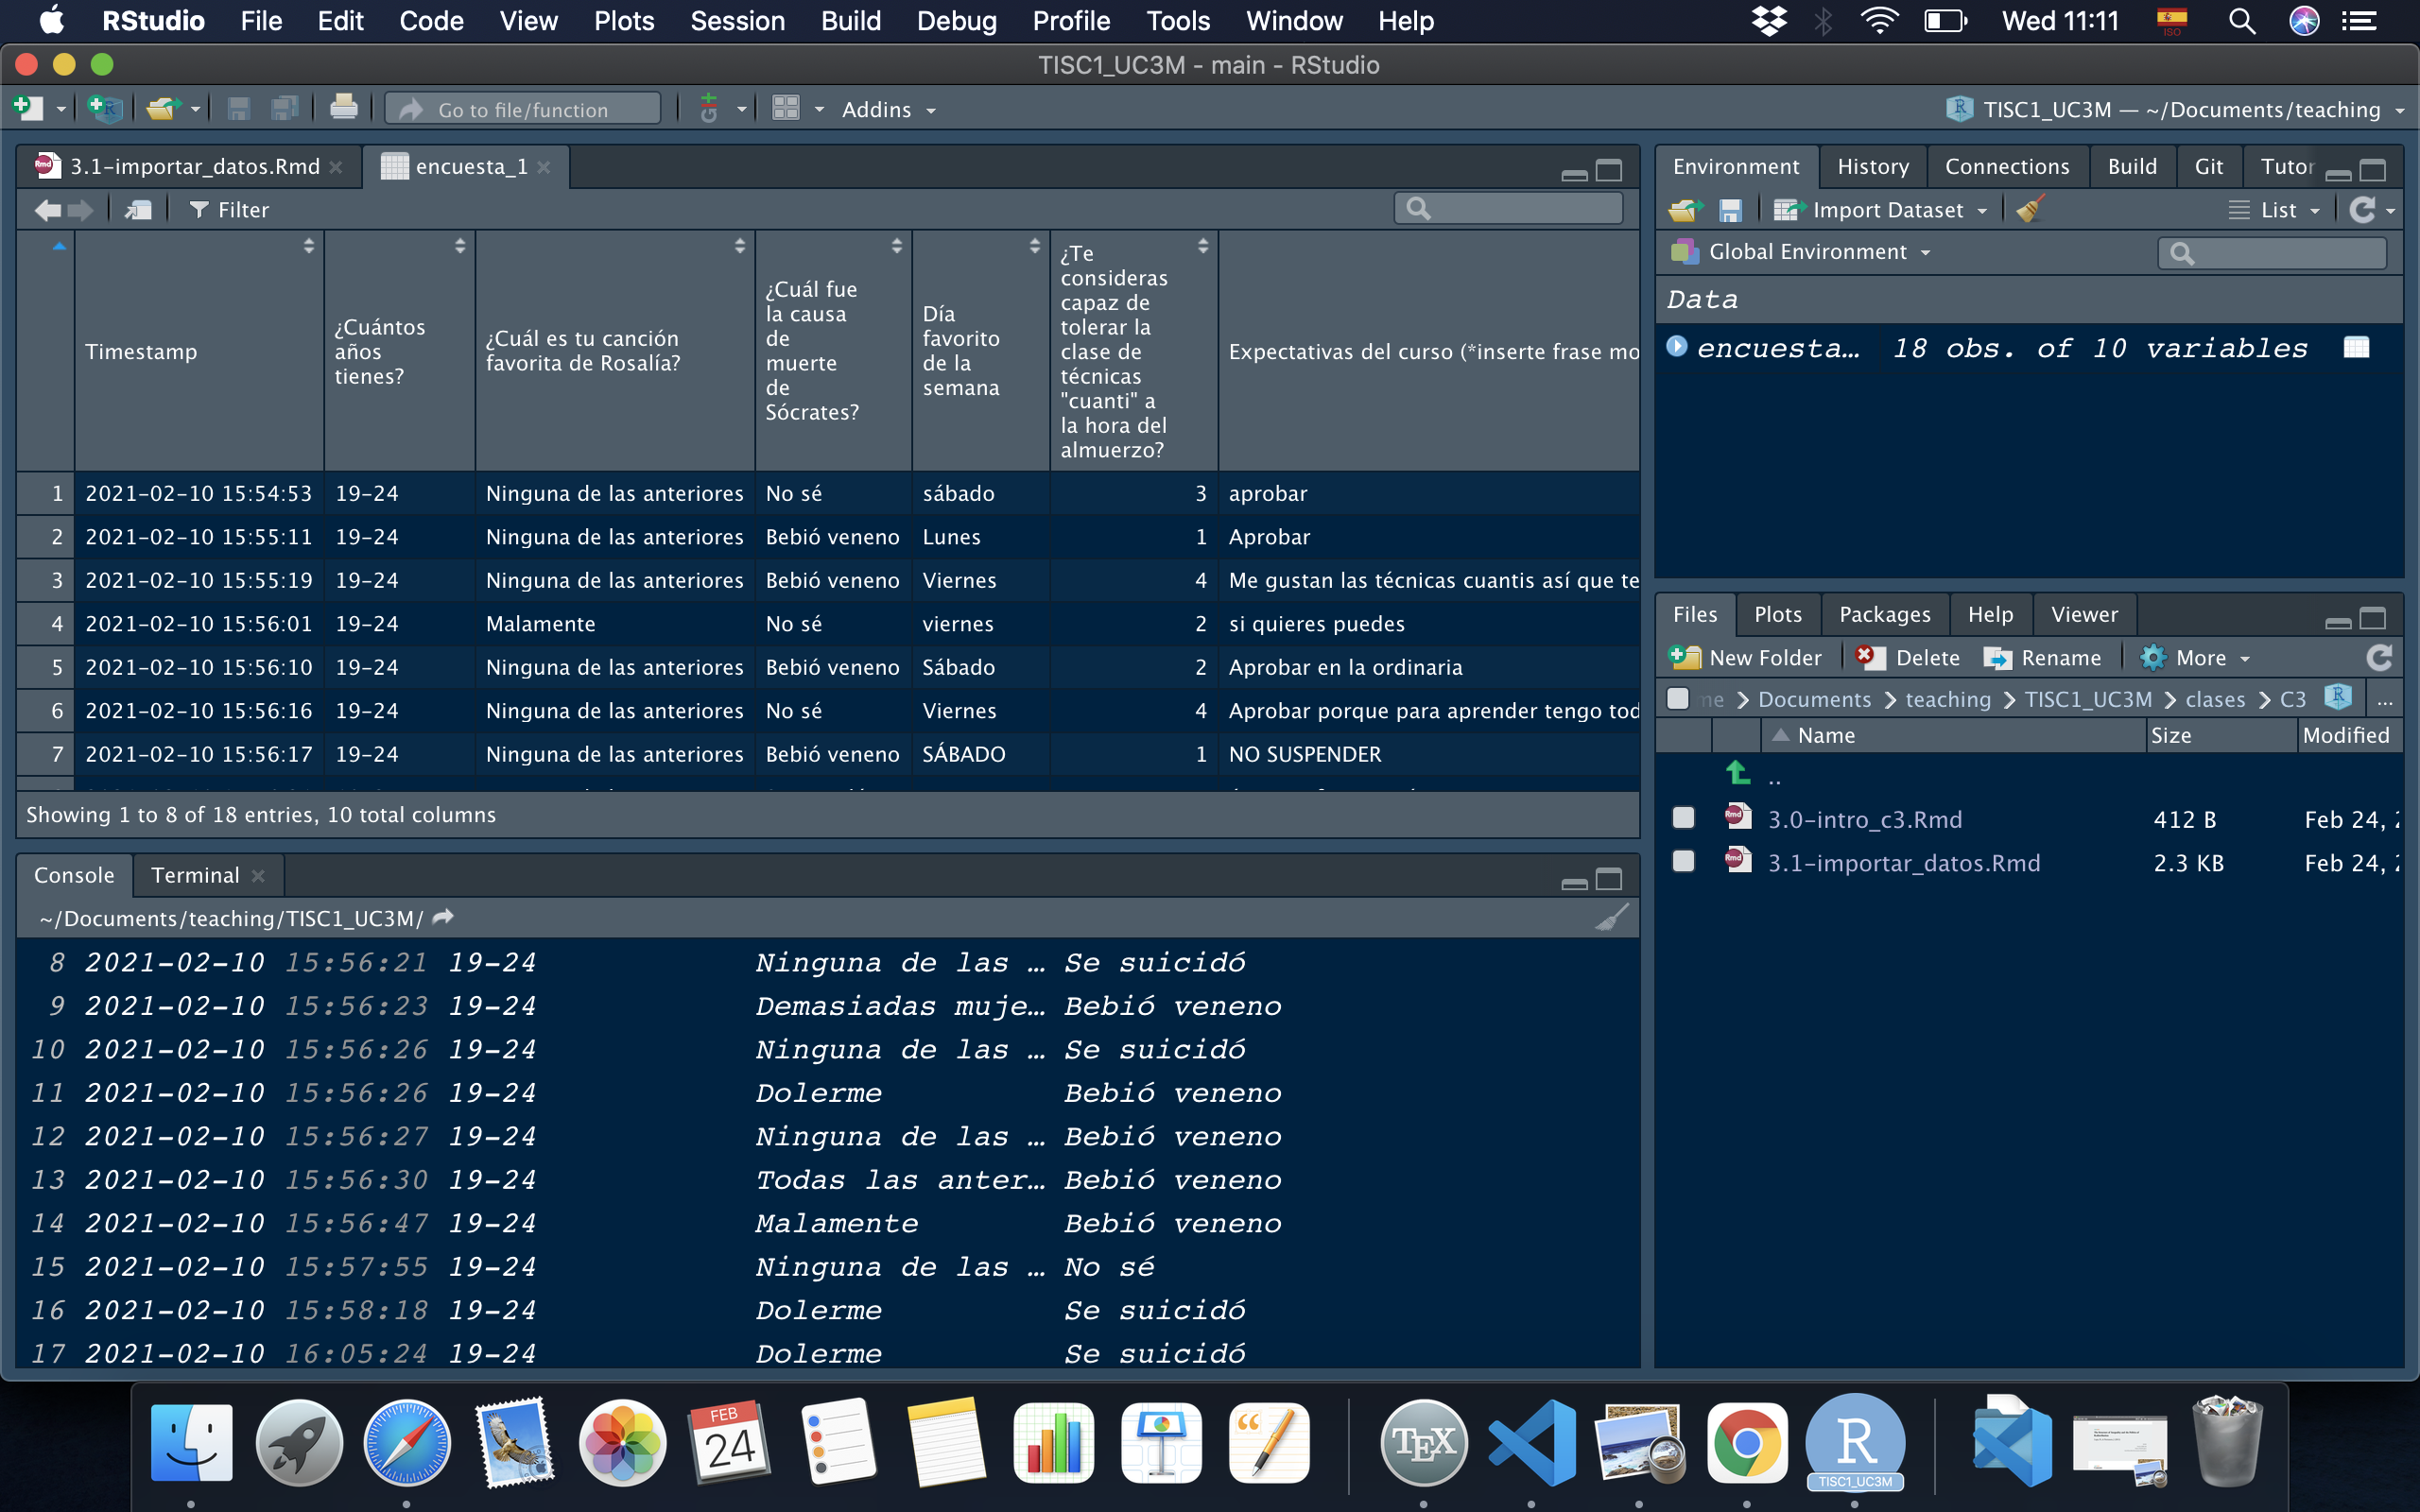 RStudio File Edit Code View Plots Session Build Debug Profile Tools Window Help Wed 11:11 ISO
TISC1_UC3M - main - RStudio
Go to file/function Addins TISC1_UC3M — ~/Documents/teaching
3.1-importar_datos.Rmd encuesta_1
Filter
Timestamp
¿Cuántos
años
tienes?
¿Cuál es tu canción
favorita de Rosalía?
¿Cuál fue
la causa
de
muerte
de
Sócrates?
Día
favorito
de la
semana
¿Te
consideras
capaz de
tolerar la
clase de
técnicas
"cuanti" a
la hora del
almuerzo?
Expectativas del curso (*inserte frase mo
1 2021-02-10 15:54:53 19-24 Ninguna de las anteriores No sé sábado 3 aprobar
2 2021-02-10 15:55:11 19-24 Ninguna de las anteriores Bebió veneno Lunes 1 Aprobar
3 2021-02-10 15:55:19 19-24 Ninguna de las anteriores Bebió veneno Viernes 4 Me gustan las técnicas cuantis así que te
4 2021-02-10 15:56:01 19-24 Malamente No sé viernes 2 si quieres puedes
5 2021-02-10 15:56:10 19-24 Ninguna de las anteriores Bebió veneno Sábado 2 Aprobar en la ordinaria
6 2021-02-10 15:56:16 19-24 Ninguna de las anteriores No sé Viernes 4 Aprobar porque para aprender tengo tod
7 2021-02-10 15:56:17 19-24 Ninguna de las anteriores Bebió veneno SÁBADO 1 NO SUSPENDER
Showing 1 to 8 of 18 entries, 10 total columns
Console Terminal
~/Documents/teaching/TISC1_UC3M/
8 2021-02-10 15:56:21 19-24 Ninguna de las … Se suicidó
9 2021-02-10 15:56:23 19-24 Demasiadas muje… Bebió veneno
10 2021-02-10 15:56:26 19-24 Ninguna de las … Se suicidó
11 2021-02-10 15:56:26 19-24 Dolerme Bebió veneno
12 2021-02-10 15:56:27 19-24 Ninguna de las … Bebió veneno
13 2021-02-10 15:56:30 19-24 Todas las anter… Bebió veneno
14 2021-02-10 15:56:47 19-24 Malamente Bebió veneno
15 2021-02-10 15:57:55 19-24 Ninguna de las … No sé
16 2021-02-10 15:58:18 19-24 Dolerme Se suicidó
17 2021-02-10 16:05:24 19-24 Dolerme Se suicidó
Environment History Connections Build Git Tutor
Import Dataset List
Global Environment
Data
encuesta… 18 obs. of 10 variables
Files Plots Packages Help Viewer
New Folder Delete Rename More
me Documents teaching TISC1_UC3M clases C3 ...
Name Size Modified
..
3.0-intro_c3.Rmd 412 B Feb 24,
3.1-importar_datos.Rmd 2.3 KB Feb 24,
FEB
24
TEX
R
TISC1_UC3M